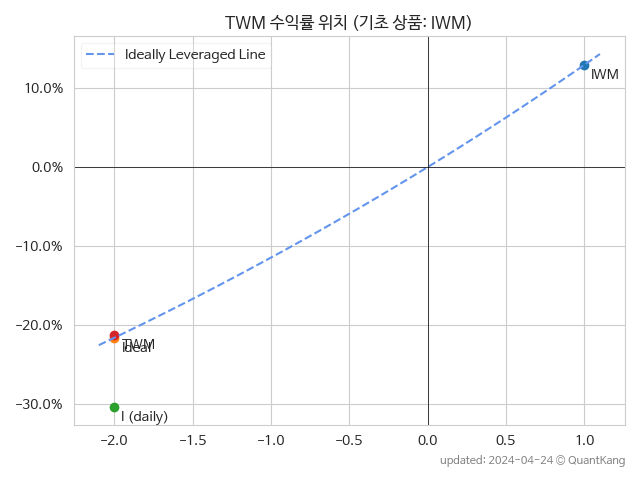 TWM 수익률 위치 (기초 상품: IWM)
Ideally Leveraged Line
IWM
10.0%
0.0%
-10.0%
-20.0%
TWM
Ideal
-30.0%
I (daily)
-2.0 -1.5 -1.0 -0.5 0.0 0.5 1.0
updated: 2024-04-24 © QuantKang